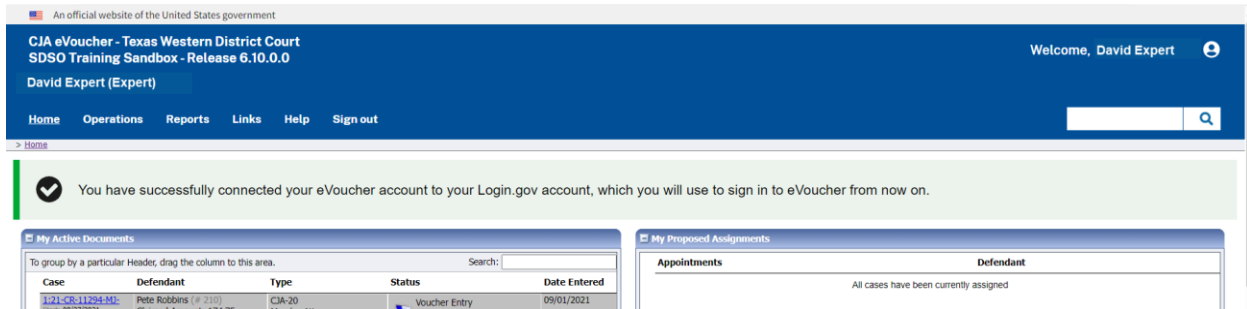 An official website of the United States government
CJA eVoucher - Texas Western District Court
SDSO Training Sandbox - Release 6.10.0.0
David Expert (Expert)
Welcome, David Expert
Home Operations Reports Links Help Sign out
> Home
You have successfully connected your eVoucher account to your Login.gov account, which you will use to sign in to eVoucher from now on.
My Active Documents
To group by a particular Header, drag the column to this area. Search:
Case Defendant Type Status Date Entered
1:21-CR-11294-MJ- Pete Robbins (# 210) CJA-20 Voucher Entry 09/01/2021
My Proposed Assignments
Appointments Defendant
All cases have been currently assigned